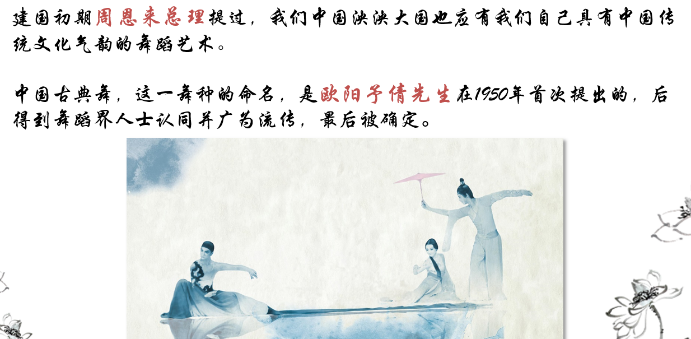 建国初期周恩来总理提过，我们中国泱泱大国也应有我们自己具有中国传
统文化气韵的舞蹈艺术。
中国古典舞，这一舞种的命名，是欧阳予倩先生在1950年首次提出的，后
得到舞蹈界人士认同并广为流传，最后被确定。